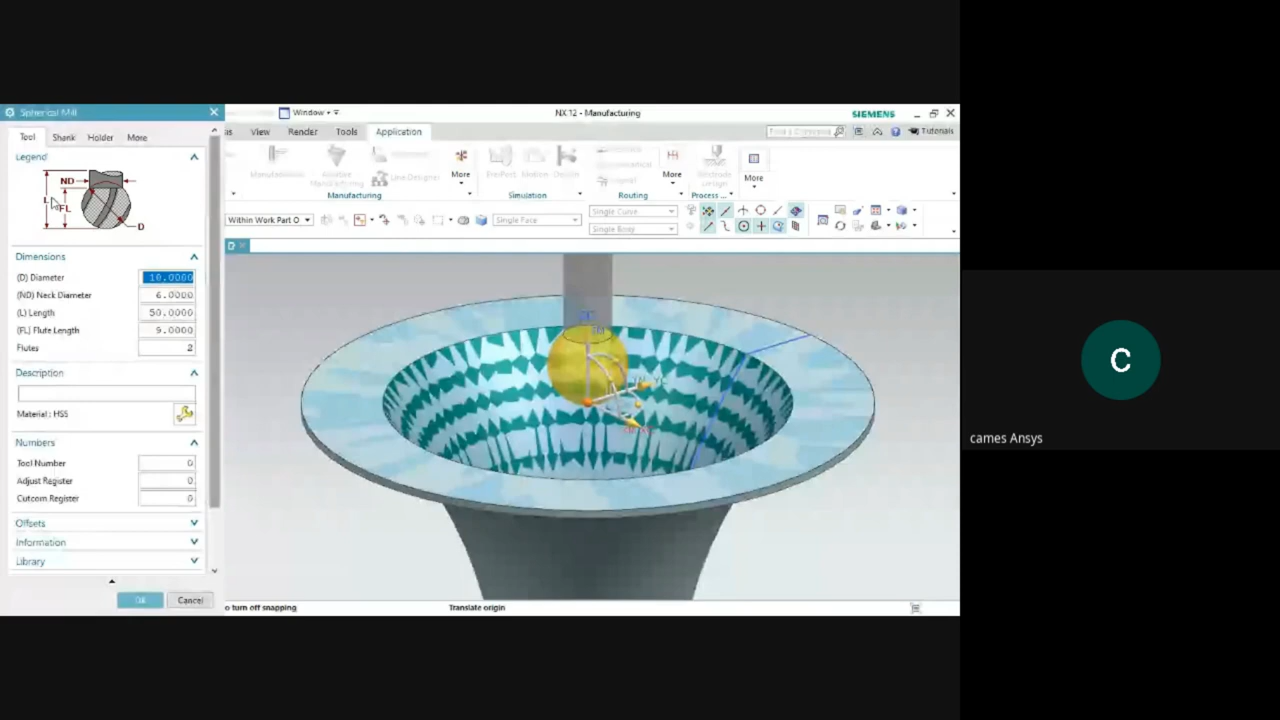 Spherical Mill
Window
NX 12 - Manufacturing
SIEMENS
Tool
Shank
Holder
More
View
Render
Tools
Application
Find a Command
Tutorials
Legend
ND
L
FL
D
More
More
More
Manufacturing
Simulation
Routing
Process ...
Within Work Part O
Single Face
Single Curve
Single Body
Dimensions
(D) Diameter 10.0000
(ND) Neck Diameter 6.0000
(L) Length 50.0000
(FL) Flute Length 9.0000
Flutes 2
Description
Material : HSS
Numbers
Tool Number 0
Adjust Register 0
Cutcom Register 0
Offsets
Information
Library
OK
Cancel
o turn off snapping
Translate origin
C
cames Ansys